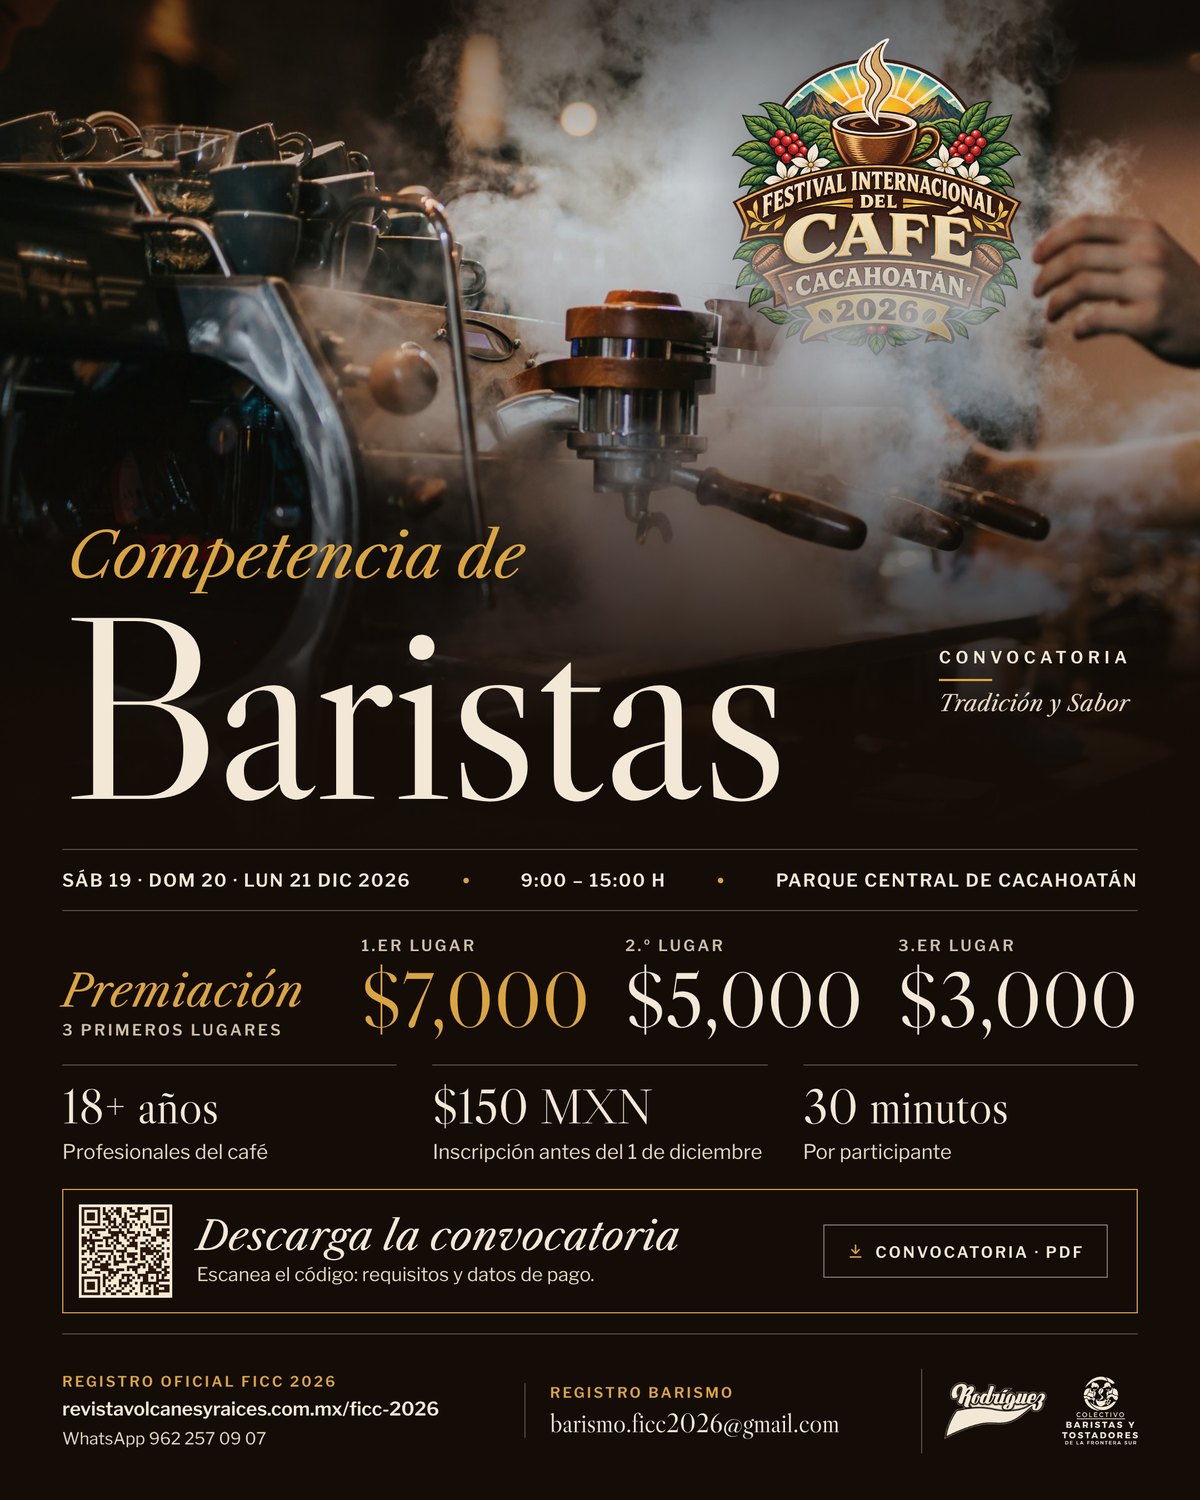 FESTIVAL INTERNACIONAL
DEL
CAFÉ
·CACAHOATÁN·
2026
Competencia de
Baristas
CONVOCATORIA
Tradición y Sabor
SÁB 19 · DOM 20 · LUN 21 DIC 2026 • 9:00 – 15:00 H • PARQUE CENTRAL DE CACAHOATÁN
Premiación
3 PRIMEROS LUGARES
1.ER LUGAR
$7,000
2.º LUGAR
$5,000
3.ER LUGAR
$3,000
18+ años
Profesionales del café
$150 MXN
Inscripción antes del 1 de diciembre
30 minutos
Por participante
Descarga la convocatoria
Escanea el código: requisitos y datos de pago.
CONVOCATORIA · PDF
REGISTRO OFICIAL FICC 2026
revistavolcanesyraices.com.mx/ficc-2026
WhatsApp 962 257 09 07
REGISTRO BARISMO
barismo.ficc2026@gmail.com
Rodríguez
COLECTIVO
BARISTAS Y
TOSTADORES
DE LA FRONTERA SUR